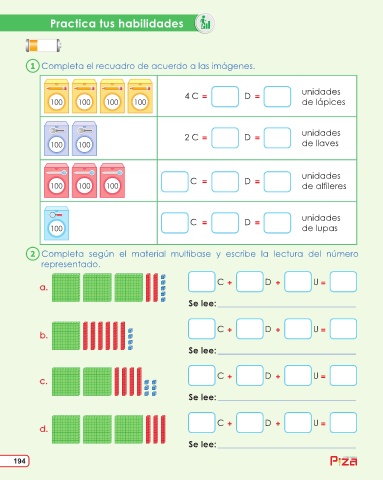 Practica tus habilidades
1 Completa el recuadro de acuerdo a las imágenes.
100 100 100 100 4 C = D = unidades de lápices
100 100 2 C = D = unidades de llaves
100 100 100 C = D = unidades de alfileres
100 C = D = unidades de lupas
2 Completa según el material multibase y escribe la lectura del número
representado.
a. C + D + U =
Se lee:
b. C + D + U =
Se lee:
c. C + D + U =
Se lee:
d. C + D + U =
Se lee:
194